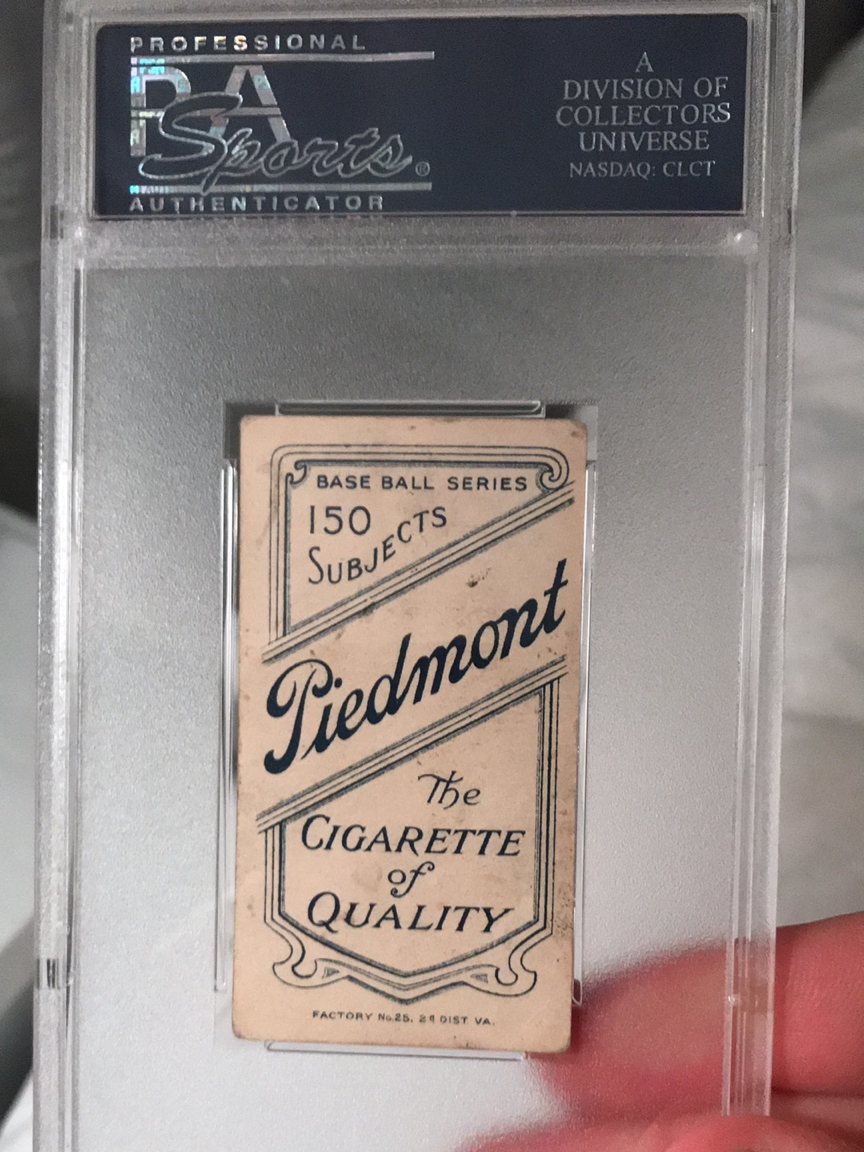 PROFESSIONAL
PSA
Sports®
AUTHENTICATOR
A
DIVISION OF
COLLECTORS
UNIVERSE
NASDAQ: CLCT
BASE BALL SERIES
150
SUBJECTS
Piedmont
The
CIGARETTE
of
QUALITY
FACTORY No.25. 2d DIST VA.